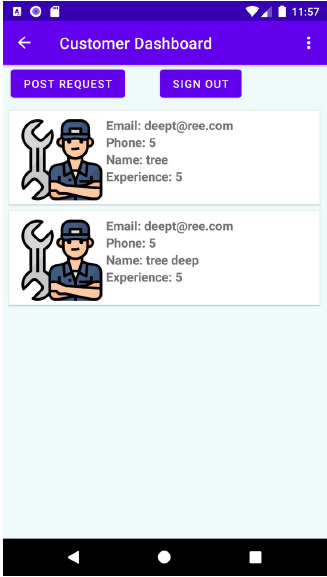 11:57
Customer Dashboard
POST REQUEST SIGN OUT
Email: deept@ree.com
Phone: 5
Name: tree
Experience: 5
Email: deept@ree.com
Phone: 5
Name: tree deep
Experience: 5